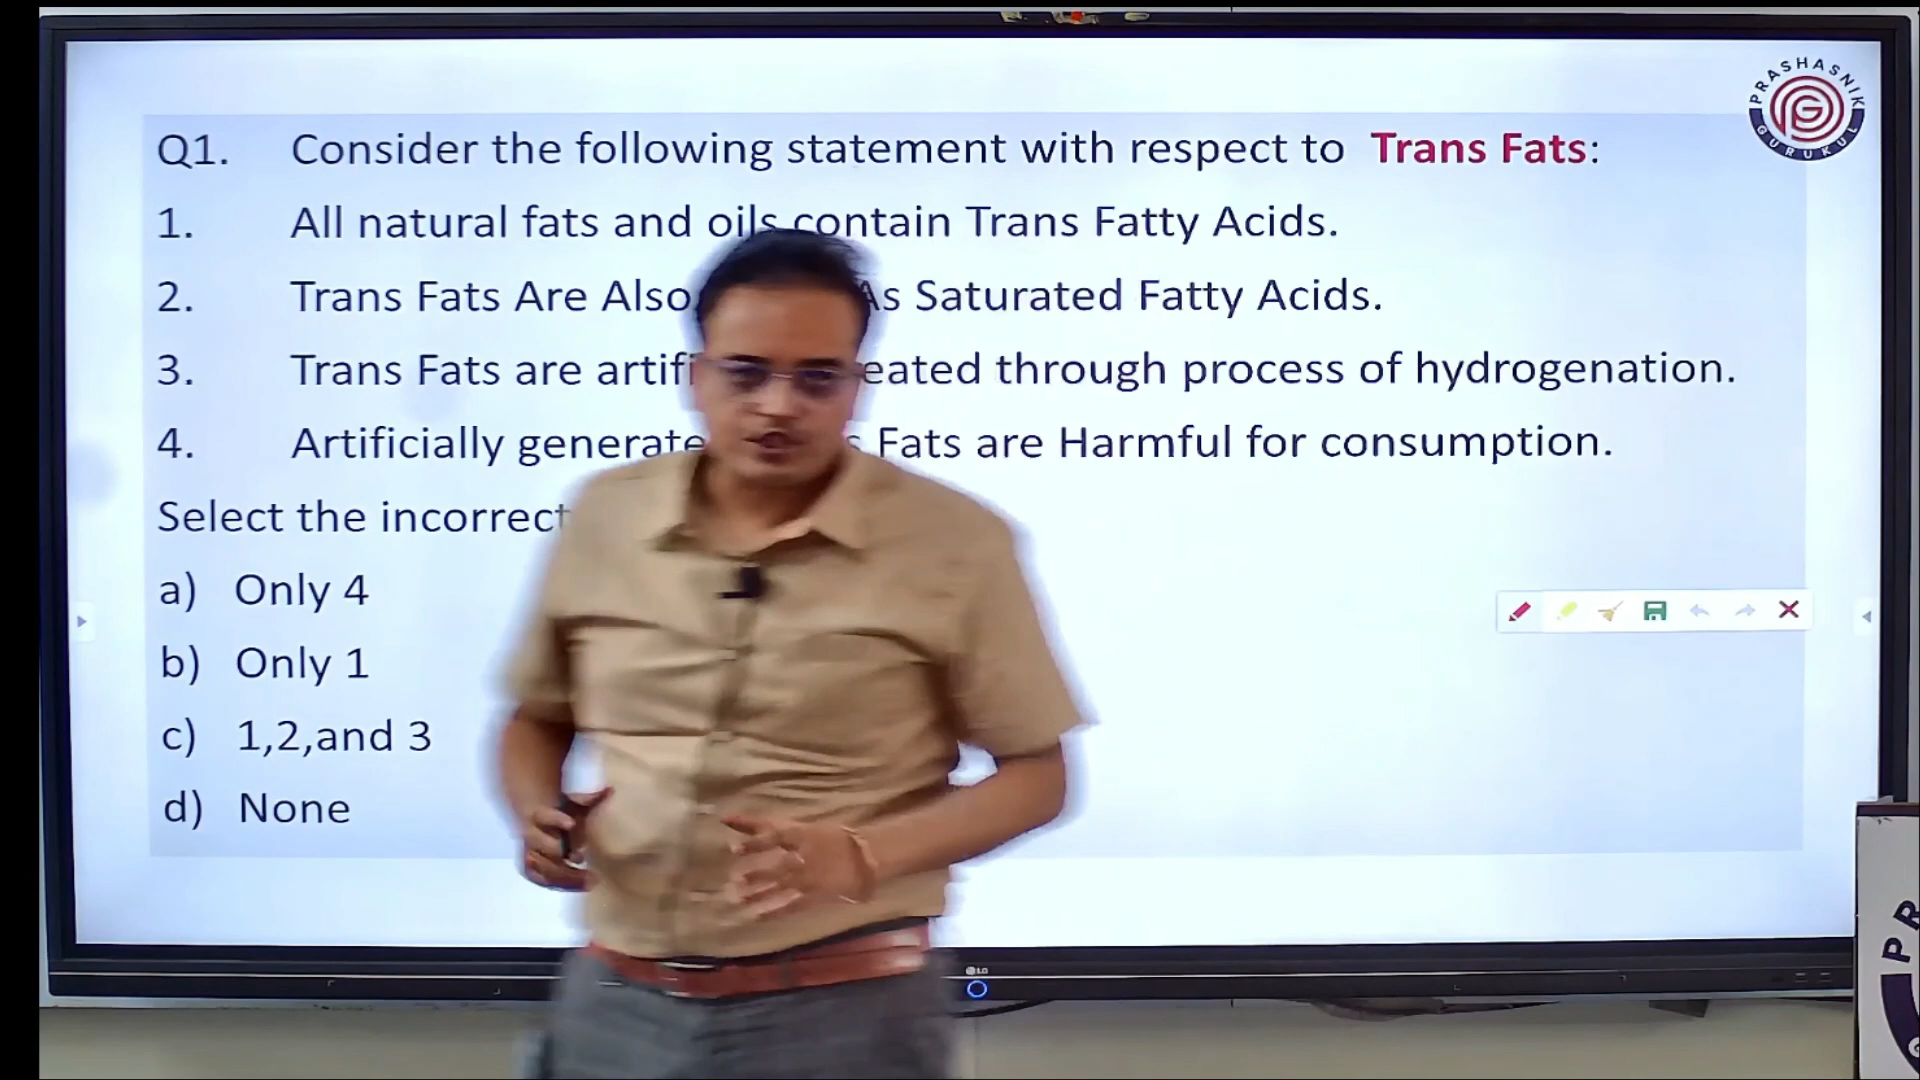 PRASHASNIK
GURUKUL
Q1. Consider the following statement with respect to Trans Fats:
1. All natural fats and oils contain Trans Fatty Acids.
2. Trans Fats Are Also As Saturated Fatty Acids.
3. Trans Fats are through process of hydrogenation.
4. Artificially Fats are Harmful for consumption.
Select the incorrect
a) Only 4
b) Only 1
c) 1,2,and 3
d) None
LG
PR